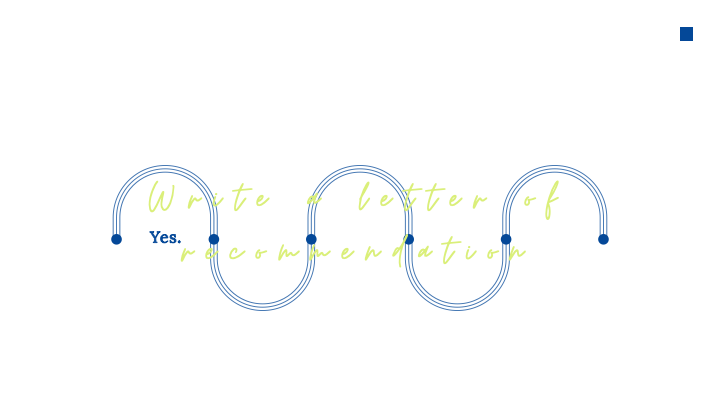 Write a letter of
Yes.
recommendation